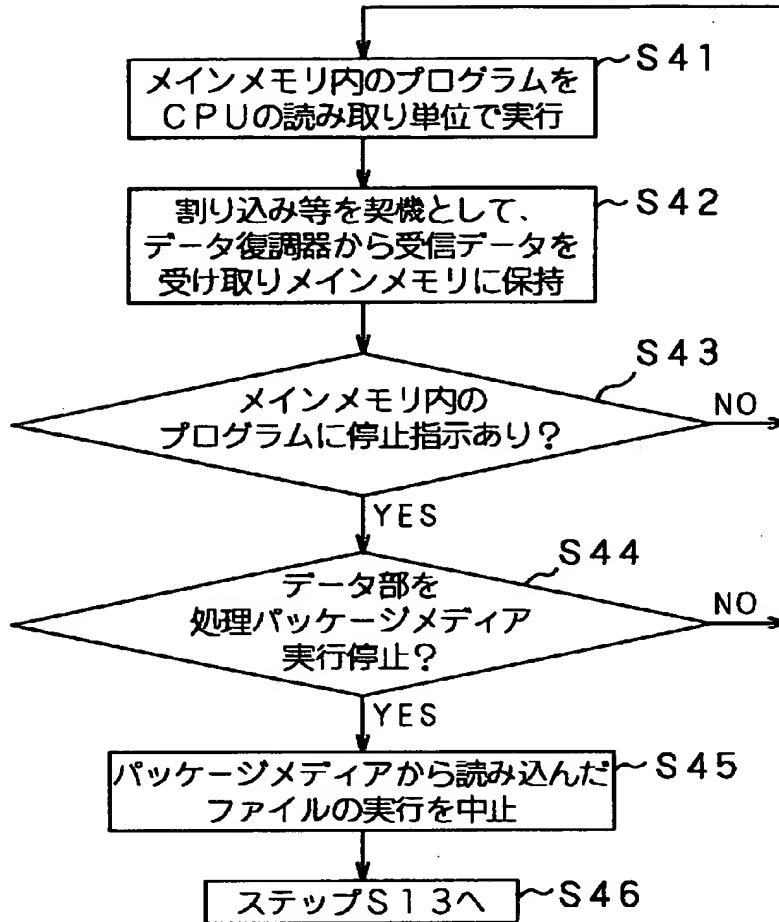 S41
メインメモリ内のプログラムを
CPUの読み取り単位で実行
S42
割り込み等を契機として、
データ復調器から受信データを
受け取りメインメモリに保持
S43
メインメモリ内の
プログラムに停止指示あり?
NO
YES
S44
データ部を
処理パッケージメディア
実行停止?
NO
YES
S45
パッケージメディアから読み込んだ
ファイルの実行を中止
ステップS13へ
S46